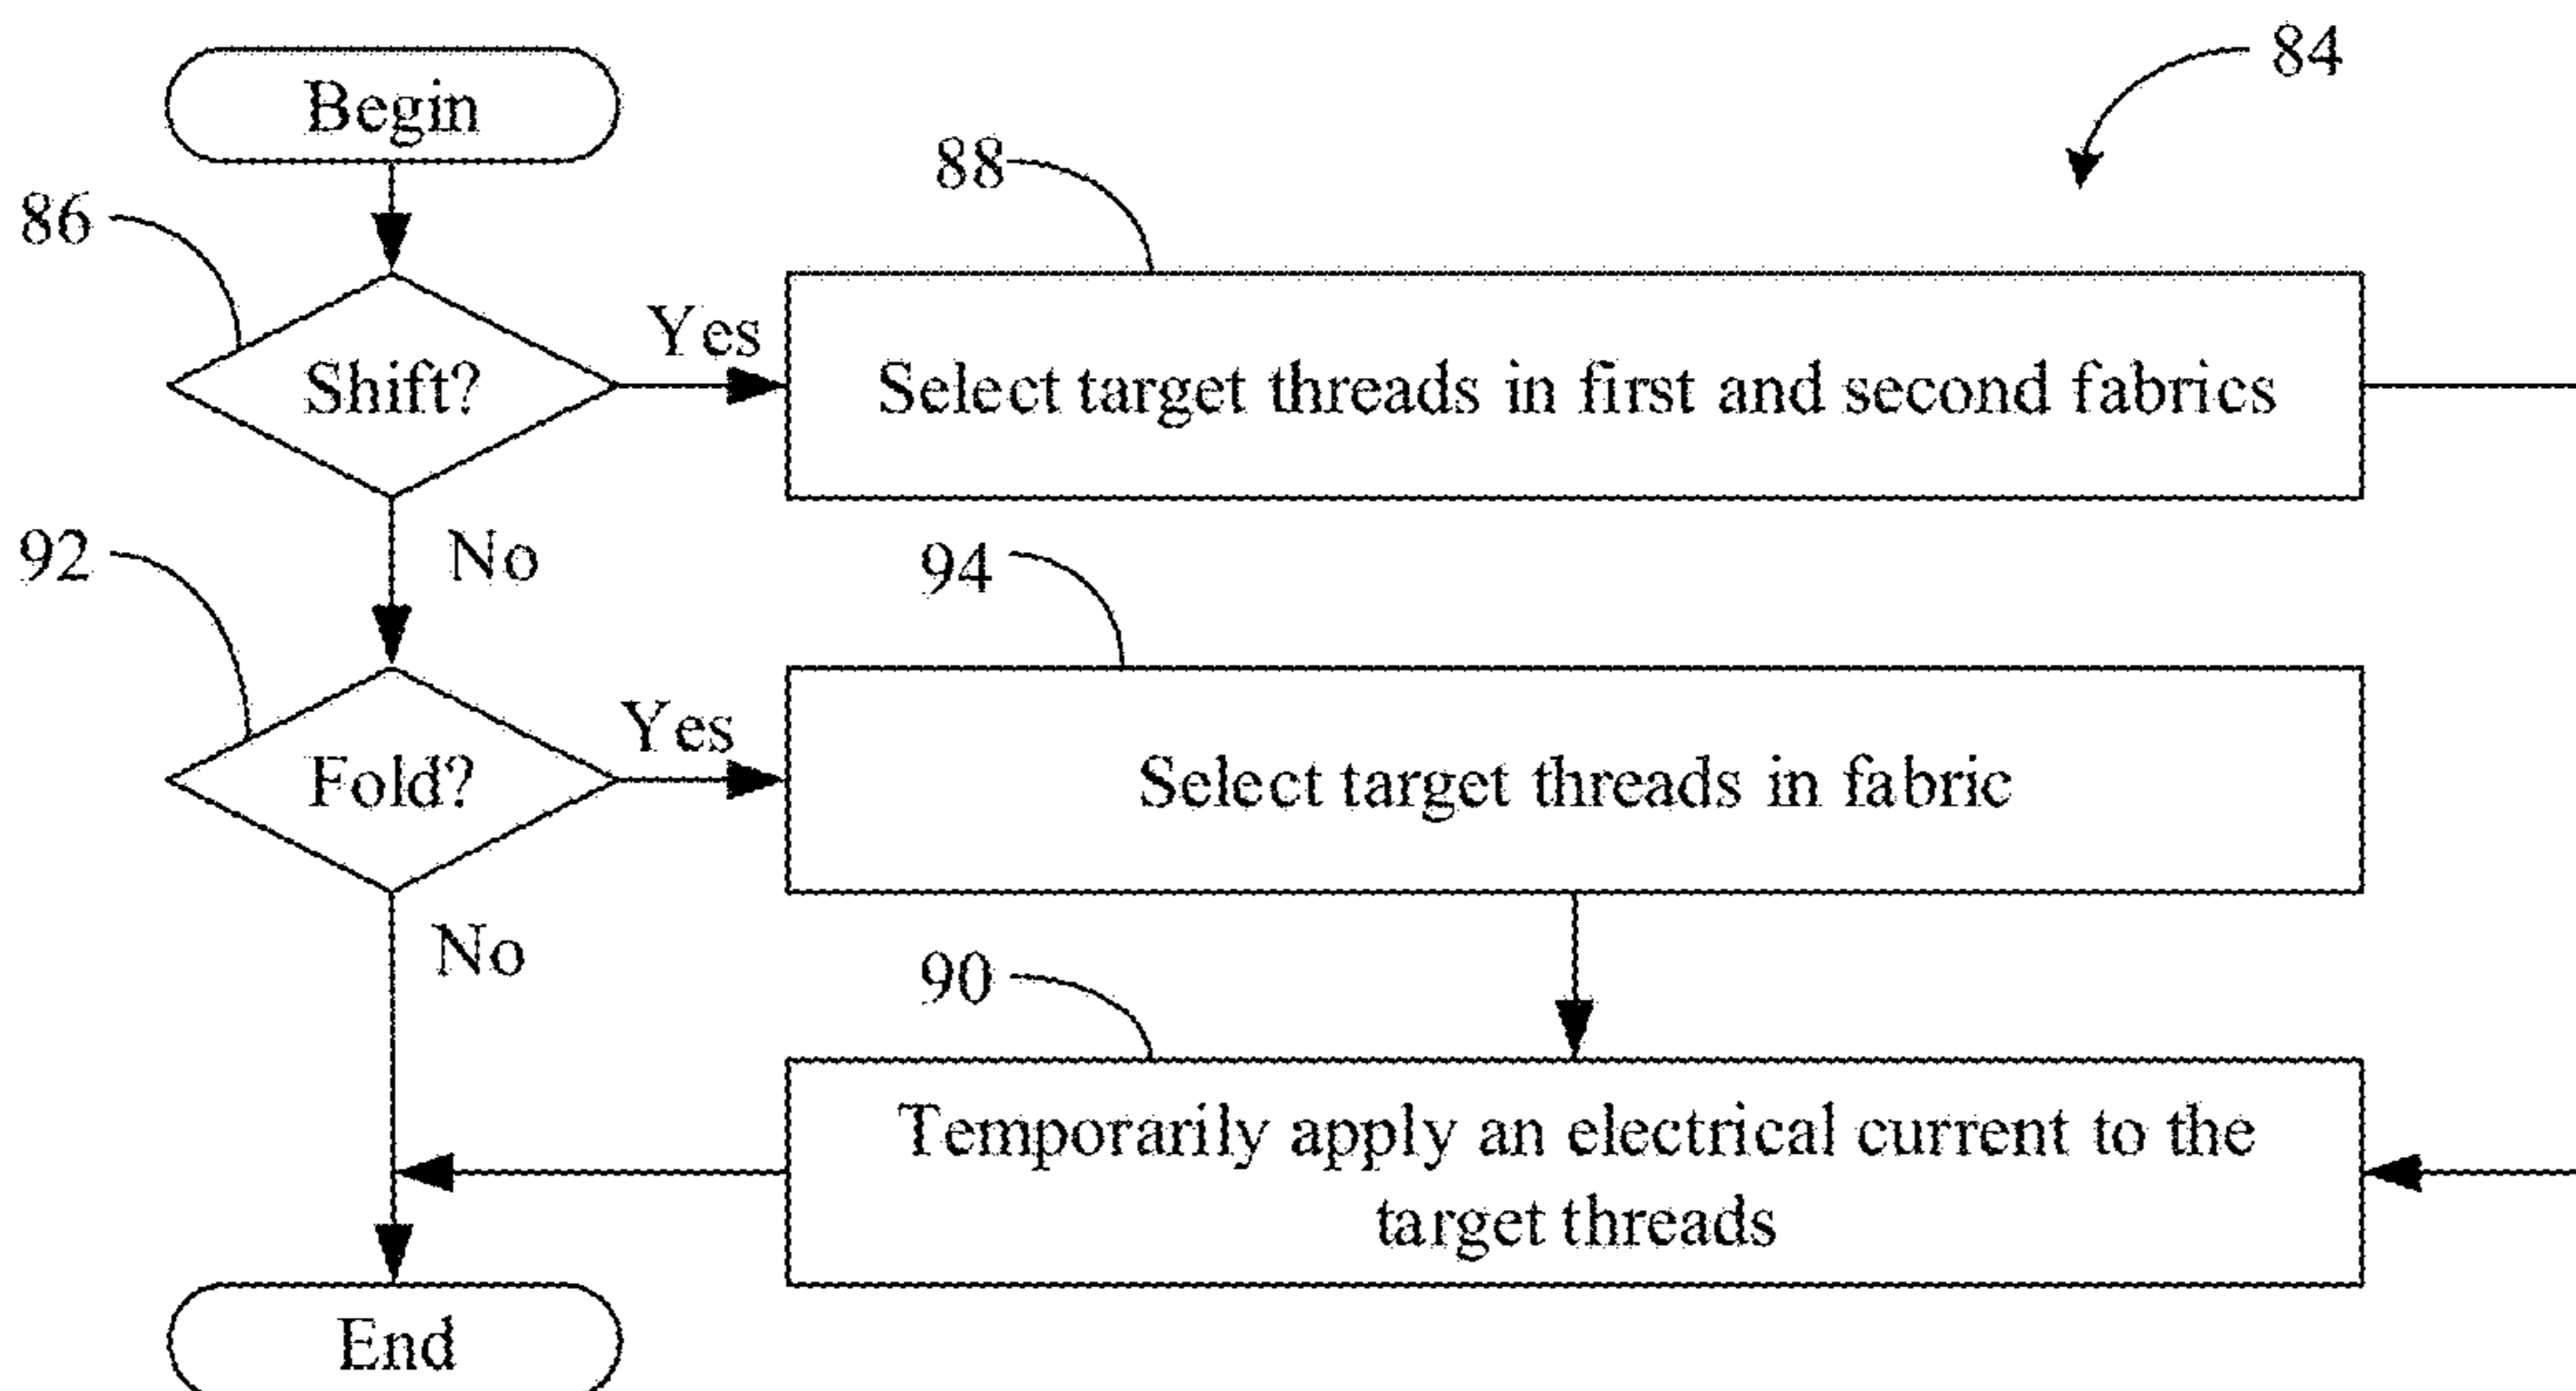 Begin
84
88
86
Yes
Shift?
Select target threads in first and second fabrics
No
92
94
Yes
Fold?
Select target threads in fabric
No
90
Temporarily apply an electrical current to the
target threads
End